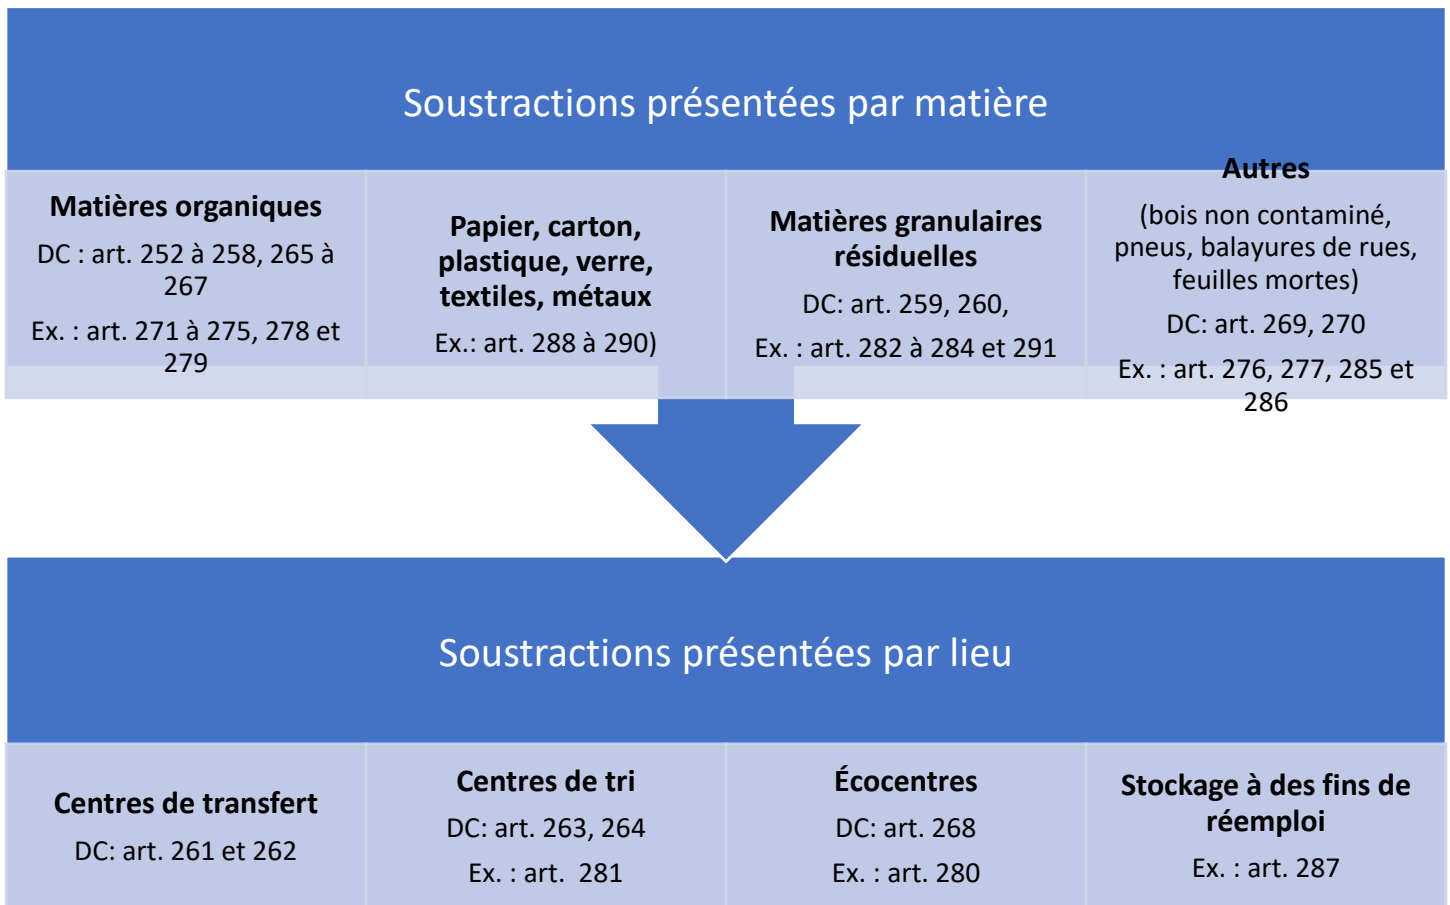 Soustractions présentées par matière
Matières organiques
DC : art. 252 à 258, 265 à
267
Ex. : art. 271 à 275, 278 et
279
Papier, carton,
plastique, verre,
textiles, métaux
Ex.: art. 288 à 290)
Matières granulaires
résiduelles
DC: art. 259, 260,
Ex. : art. 282 à 284 et 291
Autres
(bois non contaminé,
pneus, balayures de rues,
feuilles mortes)
DC: art. 269, 270
Ex. : art. 276, 277, 285 et
286
Soustractions présentées par lieu
Centres de transfert
DC: art. 261 et 262
Centres de tri
DC: art. 263, 264
Ex. : art.  281
Écocentres
DC: art. 268
Ex. : art. 280
Stockage à des fins de
réemploi
Ex. : art. 287